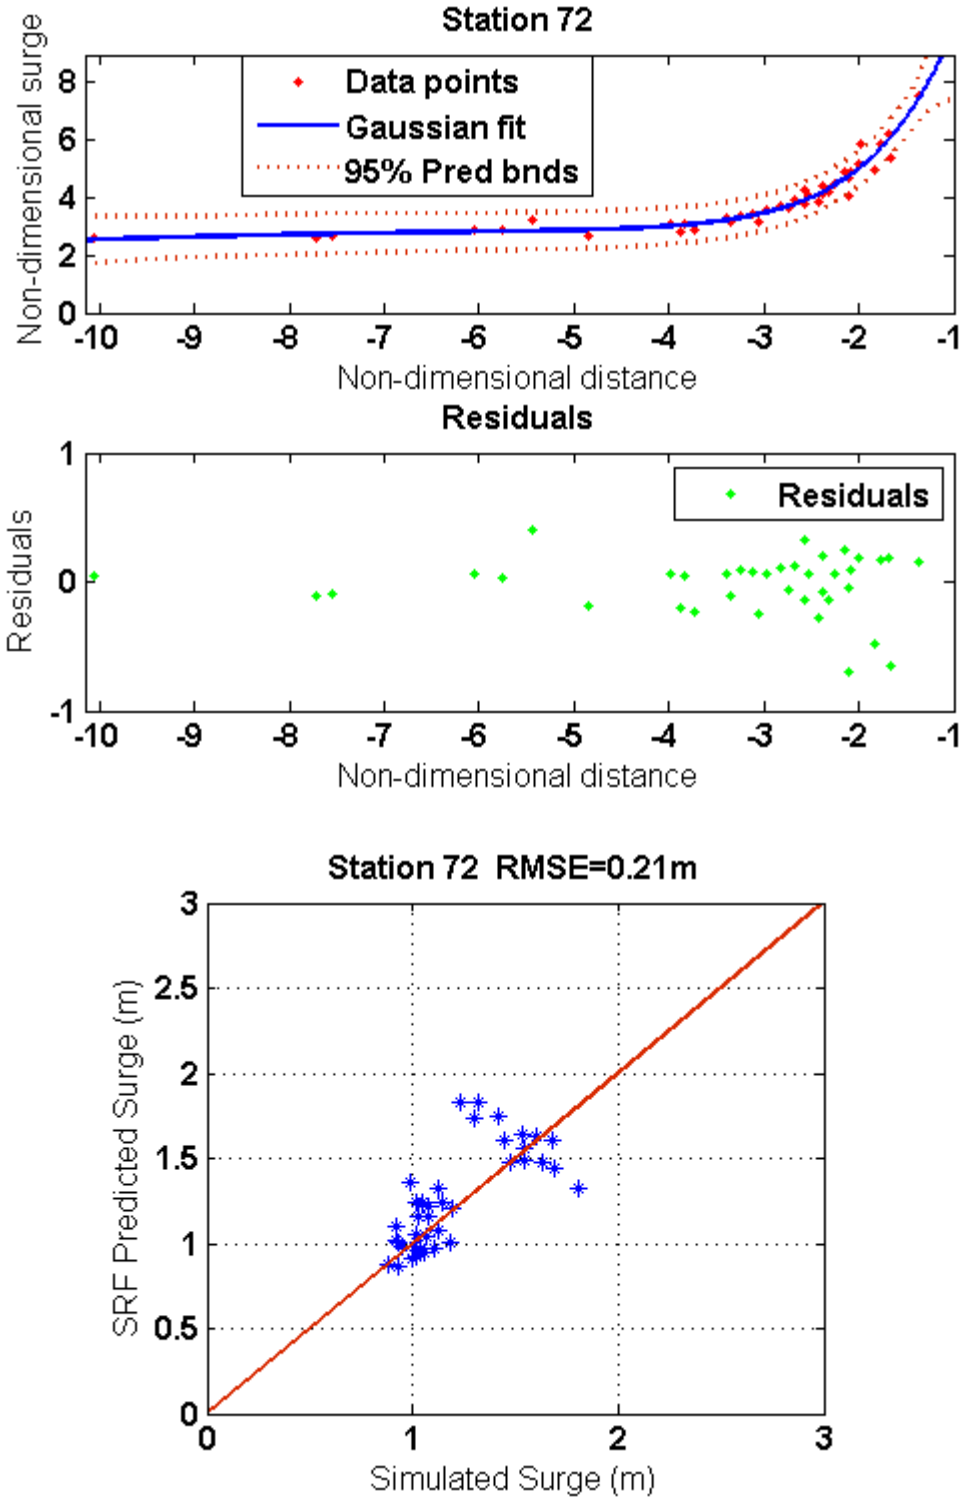 Station 72
Non-dimensional surge
8
6
4
2
0
Data points
Gaussian fit
95% Pred bnds
-10 -9 -8 -7 -6 -5 -4 -3 -2 -1
Non-dimensional distance
Residuals
Residuals
1
0
-1
Residuals
-10 -9 -8 -7 -6 -5 -4 -3 -2 -1
Non-dimensional distance
Station 72 RMSE=0.21m
SRF Predicted Surge (m)
3
2.5
2
1.5
1
0.5
0
0 1 2 3
Simulated Surge (m)